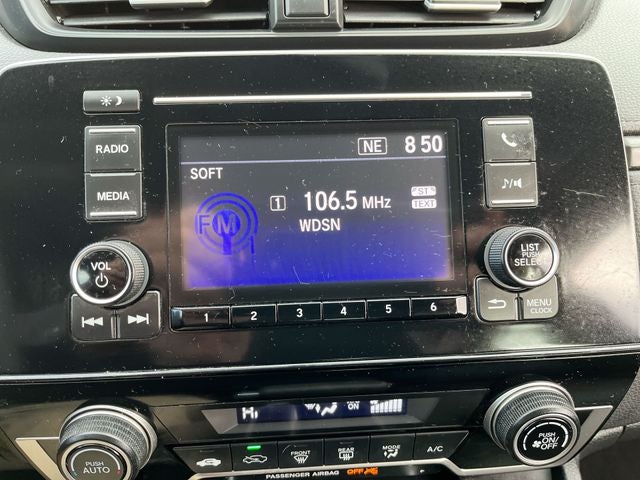 NE 8 50
SOFT
1 106.5 MHz ST
TEXT
WDSN
FM 1
RADIO
MEDIA
VOL
LIST
PUSH
SELECT
MENU
CLOCK
1 2 3 4 5 6
HI ON
PUSH
AUTO
FRONT REAR MODE A/C
PUSH
ON/
OFF
PASSENGER AIRBAG OFF